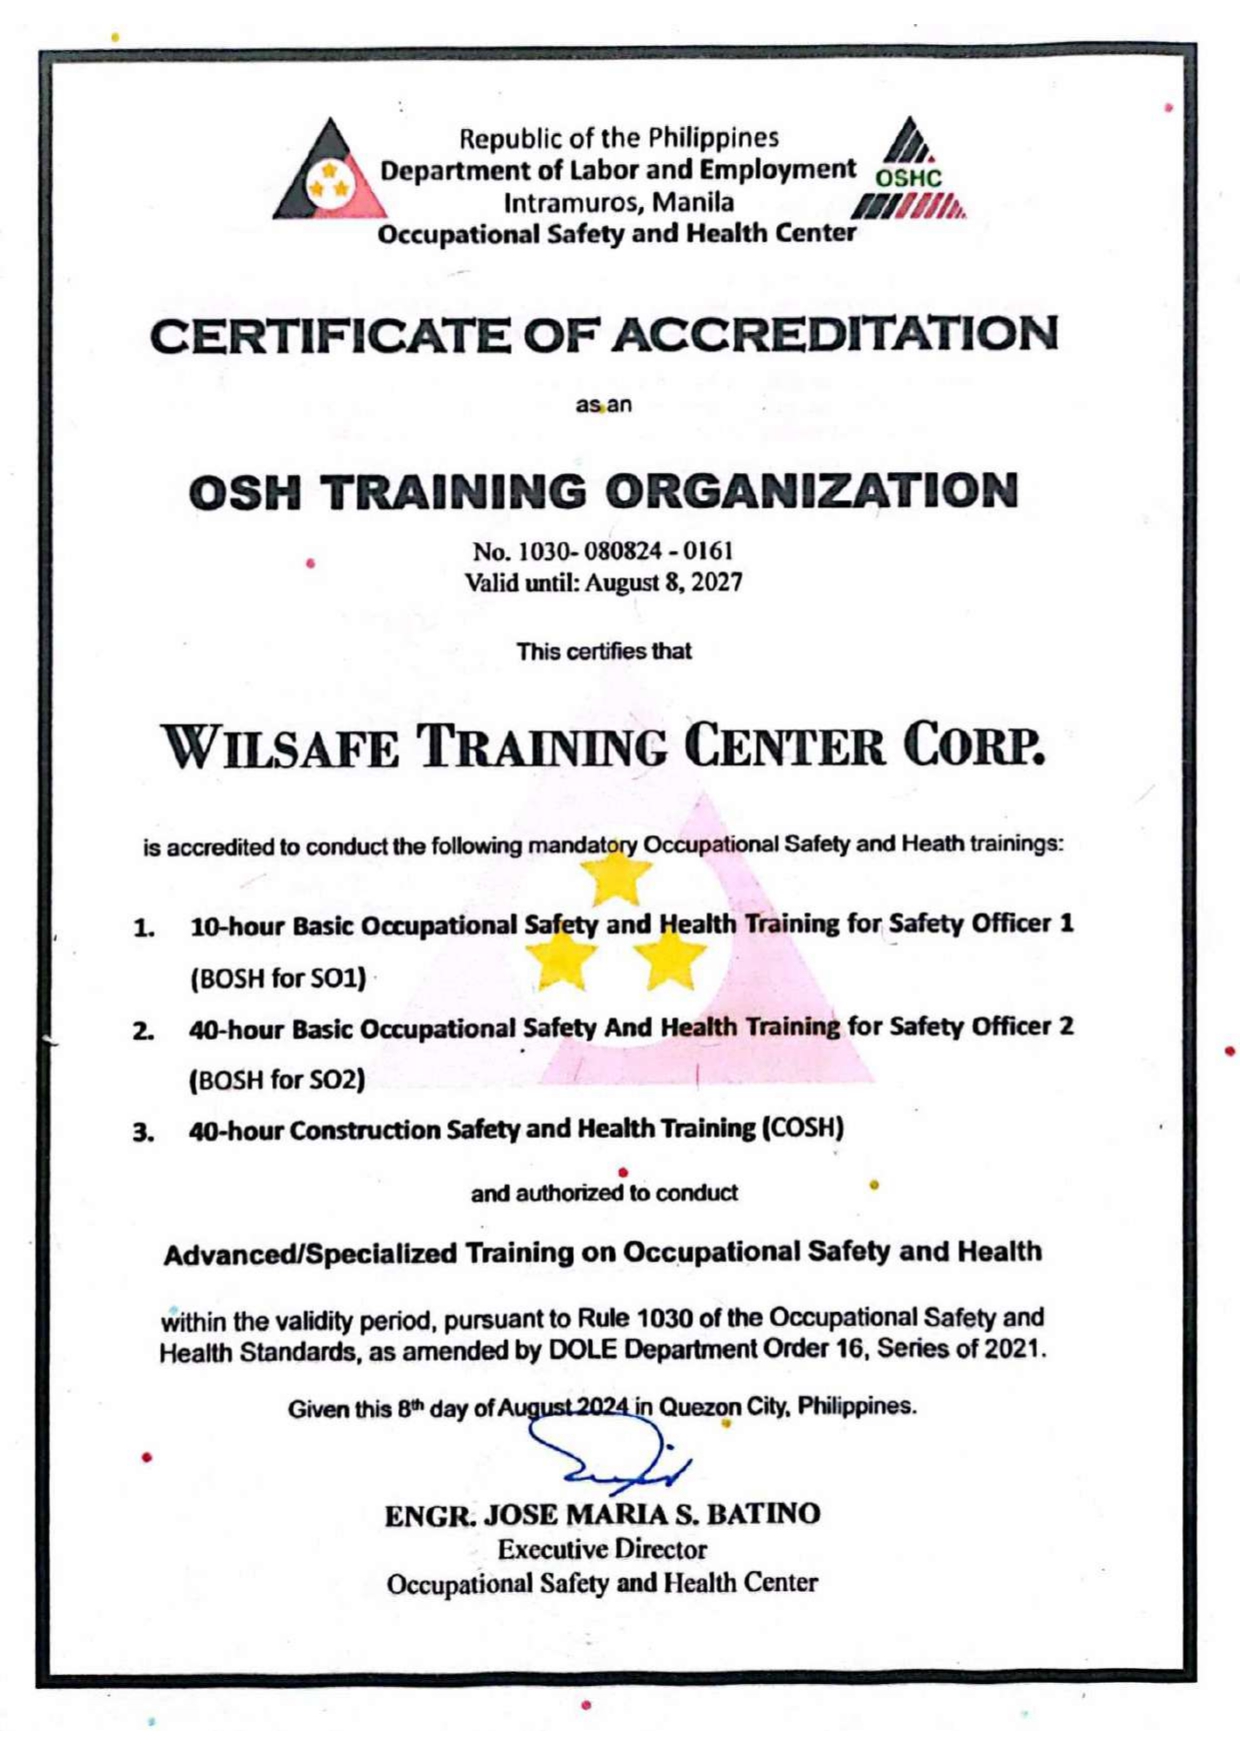 Republic of the Philippines
Department of Labor and Employment
Intramuros, Manila
Occupational Safety and Health Center
OSHC
CERTIFICATE OF ACCREDITATION
as an
OSH TRAINING ORGANIZATION
No. 1030- 080824 - 0161
Valid until: August 8, 2027
This certifies that
WILSAFE TRAINING CENTER CORP.
is accredited to conduct the following mandatory Occupational Safety and Heath trainings:
1. 10-hour Basic Occupational Safety and Health Training for Safety Officer 1
(BOSH for SO1)
2. 40-hour Basic Occupational Safety And Health Training for Safety Officer 2
(BOSH for SO2)
3. 40-hour Construction Safety and Health Training (COSH)
and authorized to conduct
Advanced/Specialized Training on Occupational Safety and Health
within the validity period, pursuant to Rule 1030 of the Occupational Safety and
Health Standards, as amended by DOLE Department Order 16, Series of 2021.
Given this 8th day of August 2024 in Quezon City, Philippines.
ENGR. JOSE MARIA S. BATINO
Executive Director
Occupational Safety and Health Center